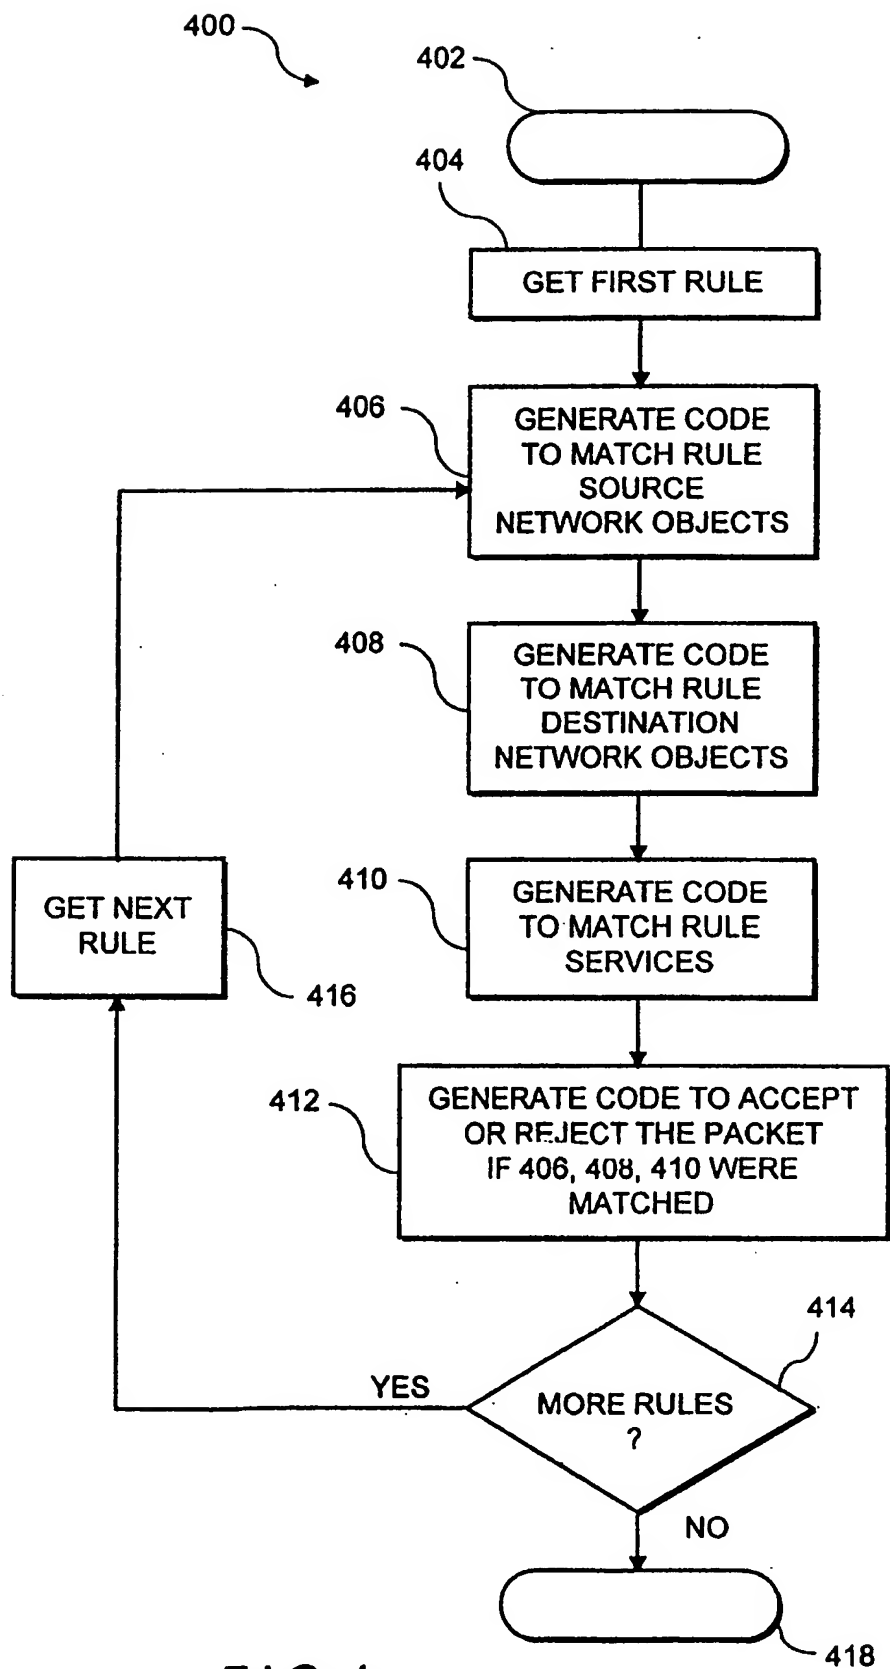 400
402
404
GET FIRST RULE
406
GENERATE CODE
TO MATCH RULE
SOURCE
NETWORK OBJECTS
408
GENERATE CODE
TO MATCH RULE
DESTINATION
NETWORK OBJECTS
410
GENERATE CODE
TO MATCH RULE
SERVICES
GET NEXT
RULE
416
412
GENERATE CODE TO ACCEPT
OR REJECT THE PACKET
IF 406, 408, 410 WERE
MATCHED
414
YES
MORE RULES
?
NO
418